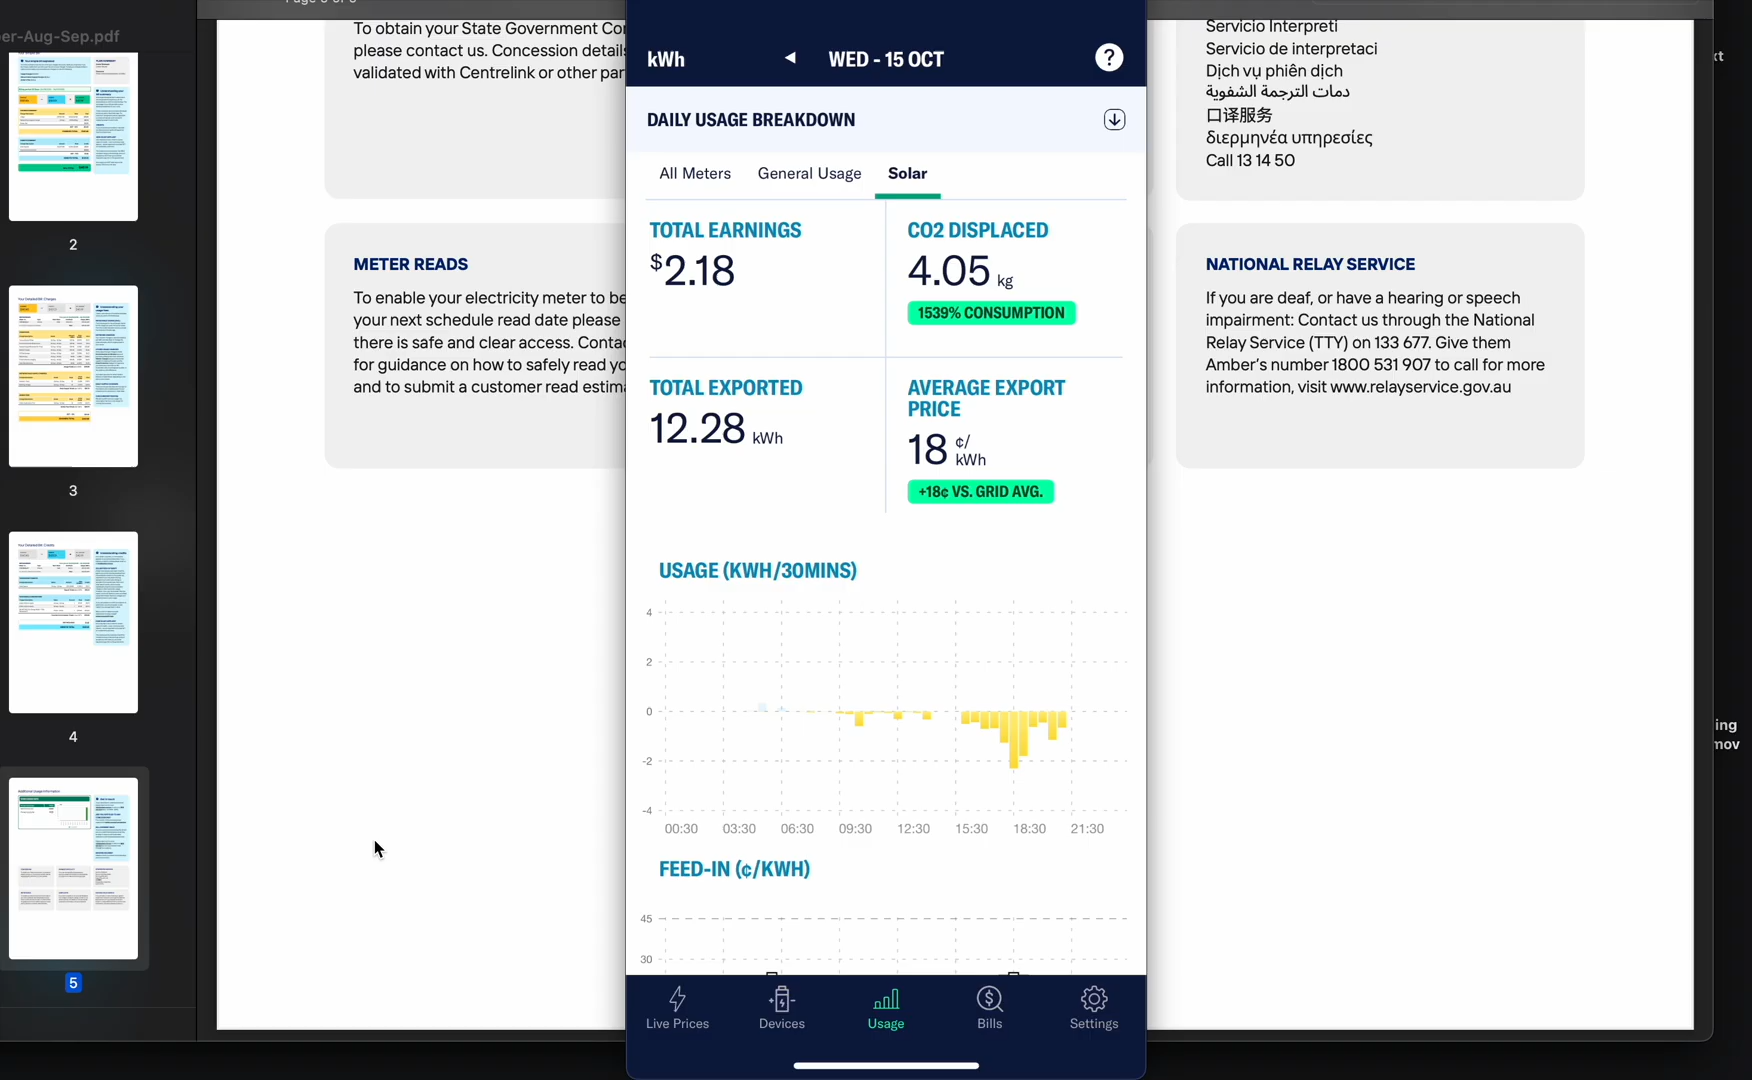 er-Aug-Sep.pdf
2
3
4
5
To obtain your State Government Co
please contact us. Concession details
validated with Centrelink or other par
METER READS
To enable your electricity meter to be
your next schedule read date please
there is safe and clear access. Conta
for guidance on how to safely read yo
and to submit a customer read estim
kWh
WED - 15 OCT
?
DAILY USAGE BREAKDOWN
All Meters
General Usage
Solar
TOTAL EARNINGS
$2.18
CO2 DISPLACED
4.05 kg
1539% CONSUMPTION
TOTAL EXPORTED
12.28 kWh
AVERAGE EXPORT
PRICE
18 ¢/
kWh
+18¢ VS. GRID AVG.
USAGE (KWH/30MINS)
4
2
0
-2
-4
00:30 03:30 06:30 09:30 12:30 15:30 18:30 21:30
FEED-IN (¢/KWH)
45
30
Live Prices
Devices
Usage
Bills
Settings
Servicio Interpreti
Servicio de interpretaci
Dịch vụ phiên dịch
دمات الترجمة الشفوية
口译服务
διερμηνέα υπηρεσίες
Call 13 14 50
NATIONAL RELAY SERVICE
If you are deaf, or have a hearing or speech
impairment: Contact us through the National
Relay Service (TTY) on 133 677. Give them
Amber's number 1800 531 907 to call for more
information, visit www.relayservice.gov.au
xt
ing
mov